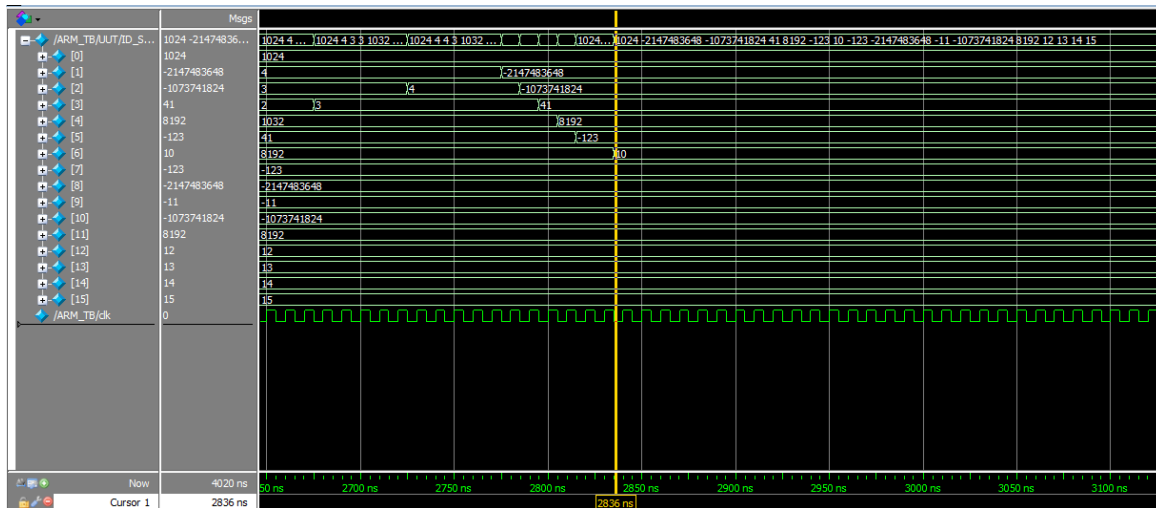 Msgs
/ARM_TB/UUT/ID_S... 1024 -21474836... 1024 4 ... 1024 4 3 3 1032 ... 1024 4 4 3 1032 ... 1024... 1024 -2147483648 -1073741824 41 8192 -123 10 -123 -2147483648 -11 -1073741824 8192 12 13 14 15
[0] 1024 1024
[1] -2147483648 4 -2147483648
[2] -1073741824 3 4 -1073741824
[3] 41 2 3 41
[4] 8192 1032 8192
[5] -123 41 -123
[6] 10 8192 10
[7] -123 -123
[8] -2147483648 -2147483648
[9] -11 -11
[10] -1073741824 -1073741824
[11] 8192 8192
[12] 12 12
[13] 13 13
[14] 14 14
[15] 15 15
/ARM_TB/clk 0
Now 4020 ns 50 ns 2700 ns 2750 ns 2800 ns 2850 ns 2900 ns 2950 ns 3000 ns 3050 ns 3100 ns
Cursor 1 2836 ns 2836 ns